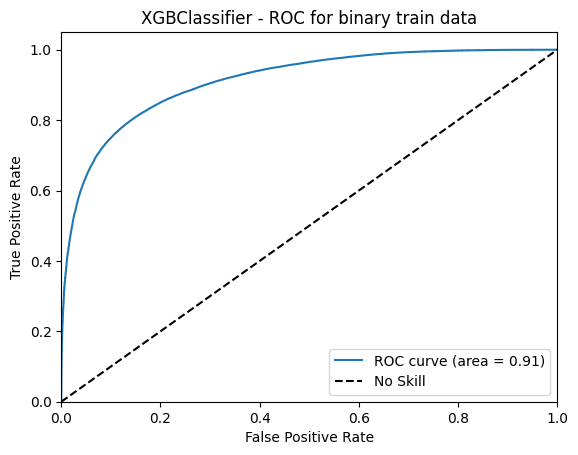 XGBClassifier - ROC for binary train data
True Positive Rate
1.0
0.8
0.6
0.4
0.2
0.0
0.0 0.2 0.4 0.6 0.8 1.0
False Positive Rate
ROC curve (area = 0.91)
No Skill